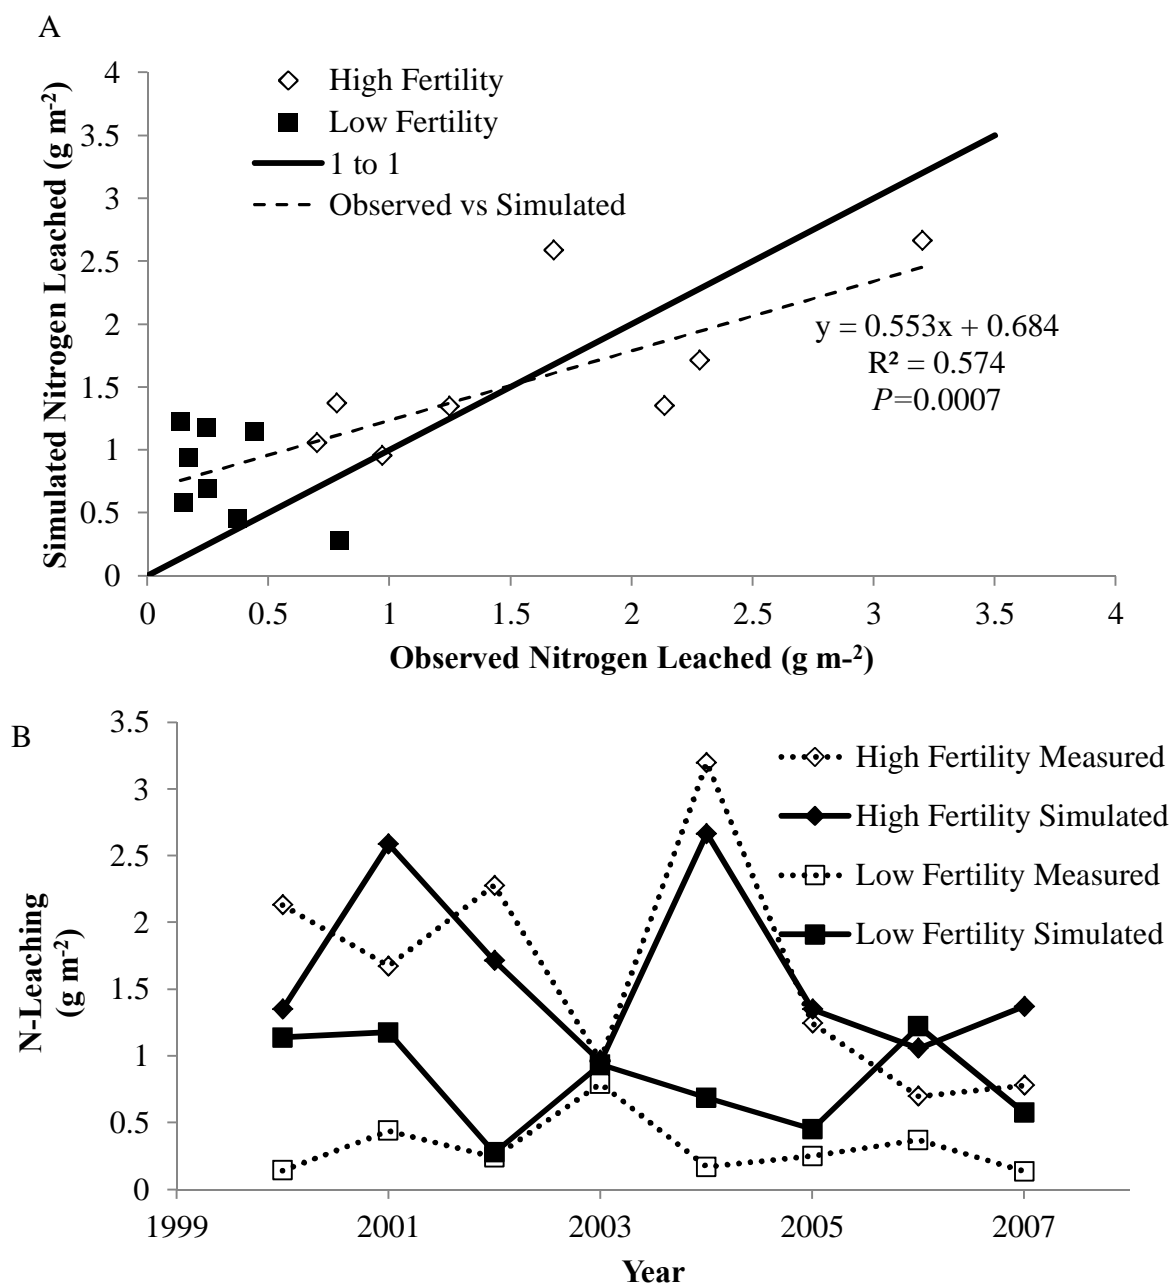 A
High Fertility
Low Fertility
1 to 1
Observed vs Simulated
4
3.5
3
2.5
2
1.5
1
0.5
0
Simulated Nitrogen Leached (g m⁻²)
y = 0.553x + 0.684
R² = 0.574
P=0.0007
0 0.5 1 1.5 2 2.5 3 3.5 4
Observed Nitrogen Leached (g m-²)
B
3.5
3
2.5
2
1.5
1
0.5
0
N-Leaching
(g m⁻²)
High Fertility Measured
High Fertility Simulated
Low Fertility Measured
Low Fertility Simulated
1999 2001 2003 2005 2007
Year